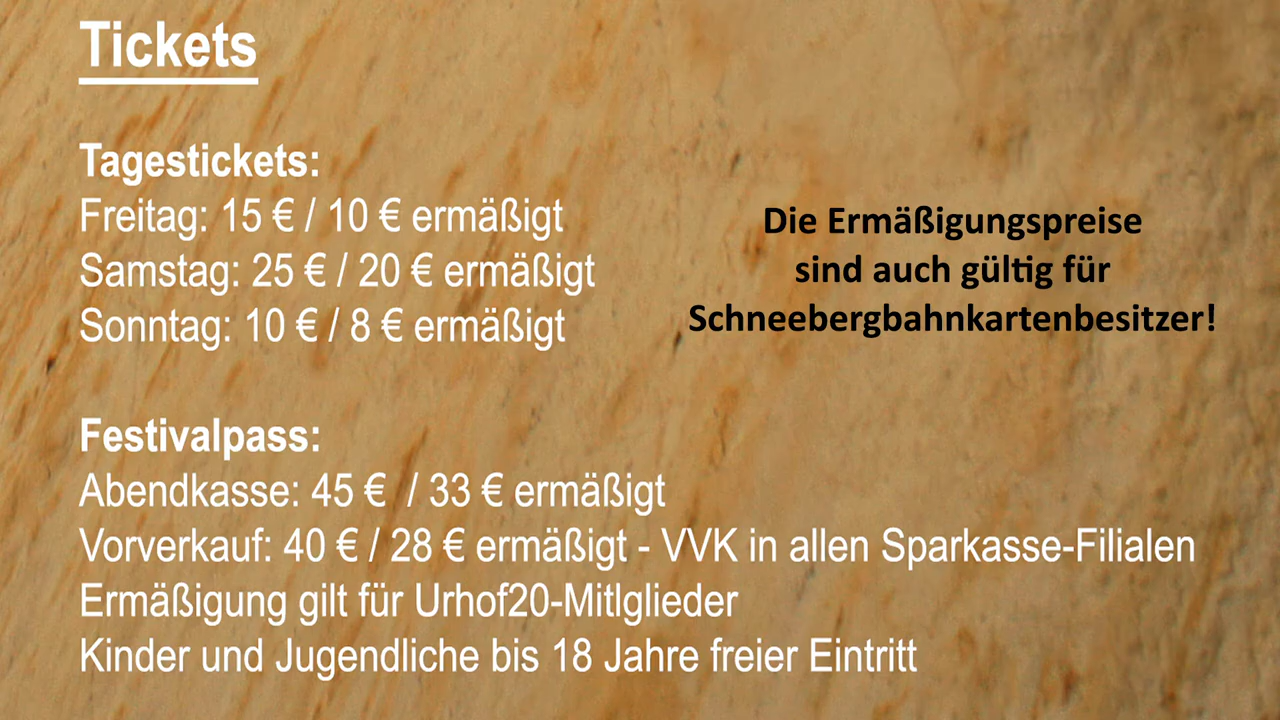 Tickets
Tagestickets:
Freitag: 15 € / 10 € ermäßigt
Samstag: 25 € / 20 € ermäßigt
Sonntag: 10 € / 8 € ermäßigt
Die Ermäßigungspreise
sind auch gültig für
Schneebergbahnkartenbesitzer!
Festivalpass:
Abendkasse: 45 €  / 33 € ermäßigt
Vorverkauf: 40 € / 28 € ermäßigt - VVK in allen Sparkasse-Filialen
Ermäßigung gilt für Urhof20-Mitlglieder
Kinder und Jugendliche bis 18 Jahre freier Eintritt